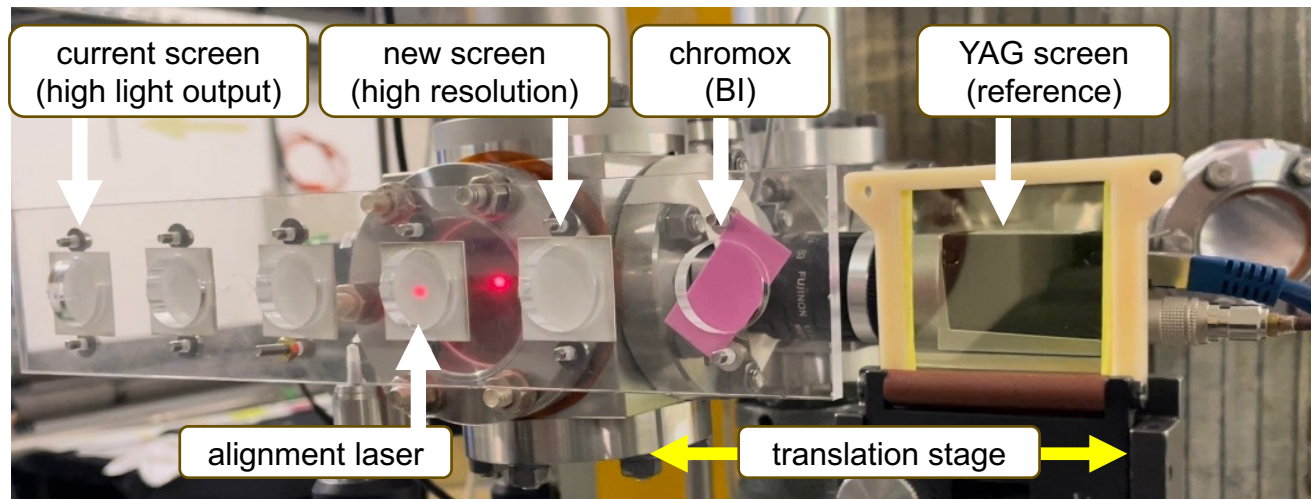 current screen
(high light output)
new screen
(high resolution)
chromox
(BI)
YAG screen
(reference)
FUJINON
alignment laser
translation stage